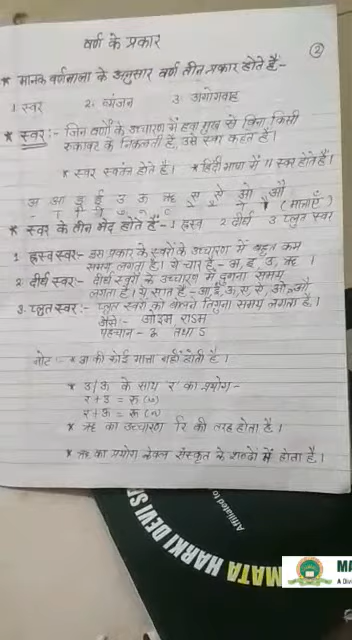 वर्ण के प्रकार
2
* मानक वर्णमाला के अनुसार वर्ण तीन प्रकार होते हैं-
1 स्वर 2. व्यंजन 3 अयोगवाह
* स्वर :- जिन वर्णों के उच्चारण में हवा मुख से बिना किसी
रुकावट के निकलती है, उसे स्वर कहते हैं।
* स्वर स्वतंत्र होते हैं। * हिंदी भाषा में 11 स्वर होते हैं।
अ आ इ ई उ ऊ ऋ ए ऐ ओ औ
- ा ि ी ु ू ृ े ै ो ौ (मात्राएँ)
* स्वर के तीन भेद होते हैं - 1 ह्रस्व 2 दीर्घ 3 प्लुत स्वर
1 ह्रस्व स्वर:- इस प्रकार के स्वरों के उच्चारण में बहुत कम
समय लगता है। ये चार हैं - अ, इ, उ, ऋ ।
2. दीर्घ स्वर:- दीर्घ स्वरों के उच्चारण में दुगना समय
लगता है। ये सात हैं - आ, ई, ऊ, ए, ऐ, ओ, औ
3. प्लुत स्वर:- प्लुत स्वरों को बोलने तिगुना समय लगता है,।
जैसे:- ओ३म् राऽम
पहचान - ३ तथा ऽ
नोट :- * अ की कोई मात्रा नहीं होती है ।
* उ/ऊ के साथ र का प्रयोग -
र + उ = रु
र + ऊ = रू
* ऋ का उच्चारण रि की तरह होता है ।
* ऋ का प्रयोग केवल संस्कृत के शब्दों में होता है ।
Affiliated to
MATA HARKI DEVI
MA
A Div